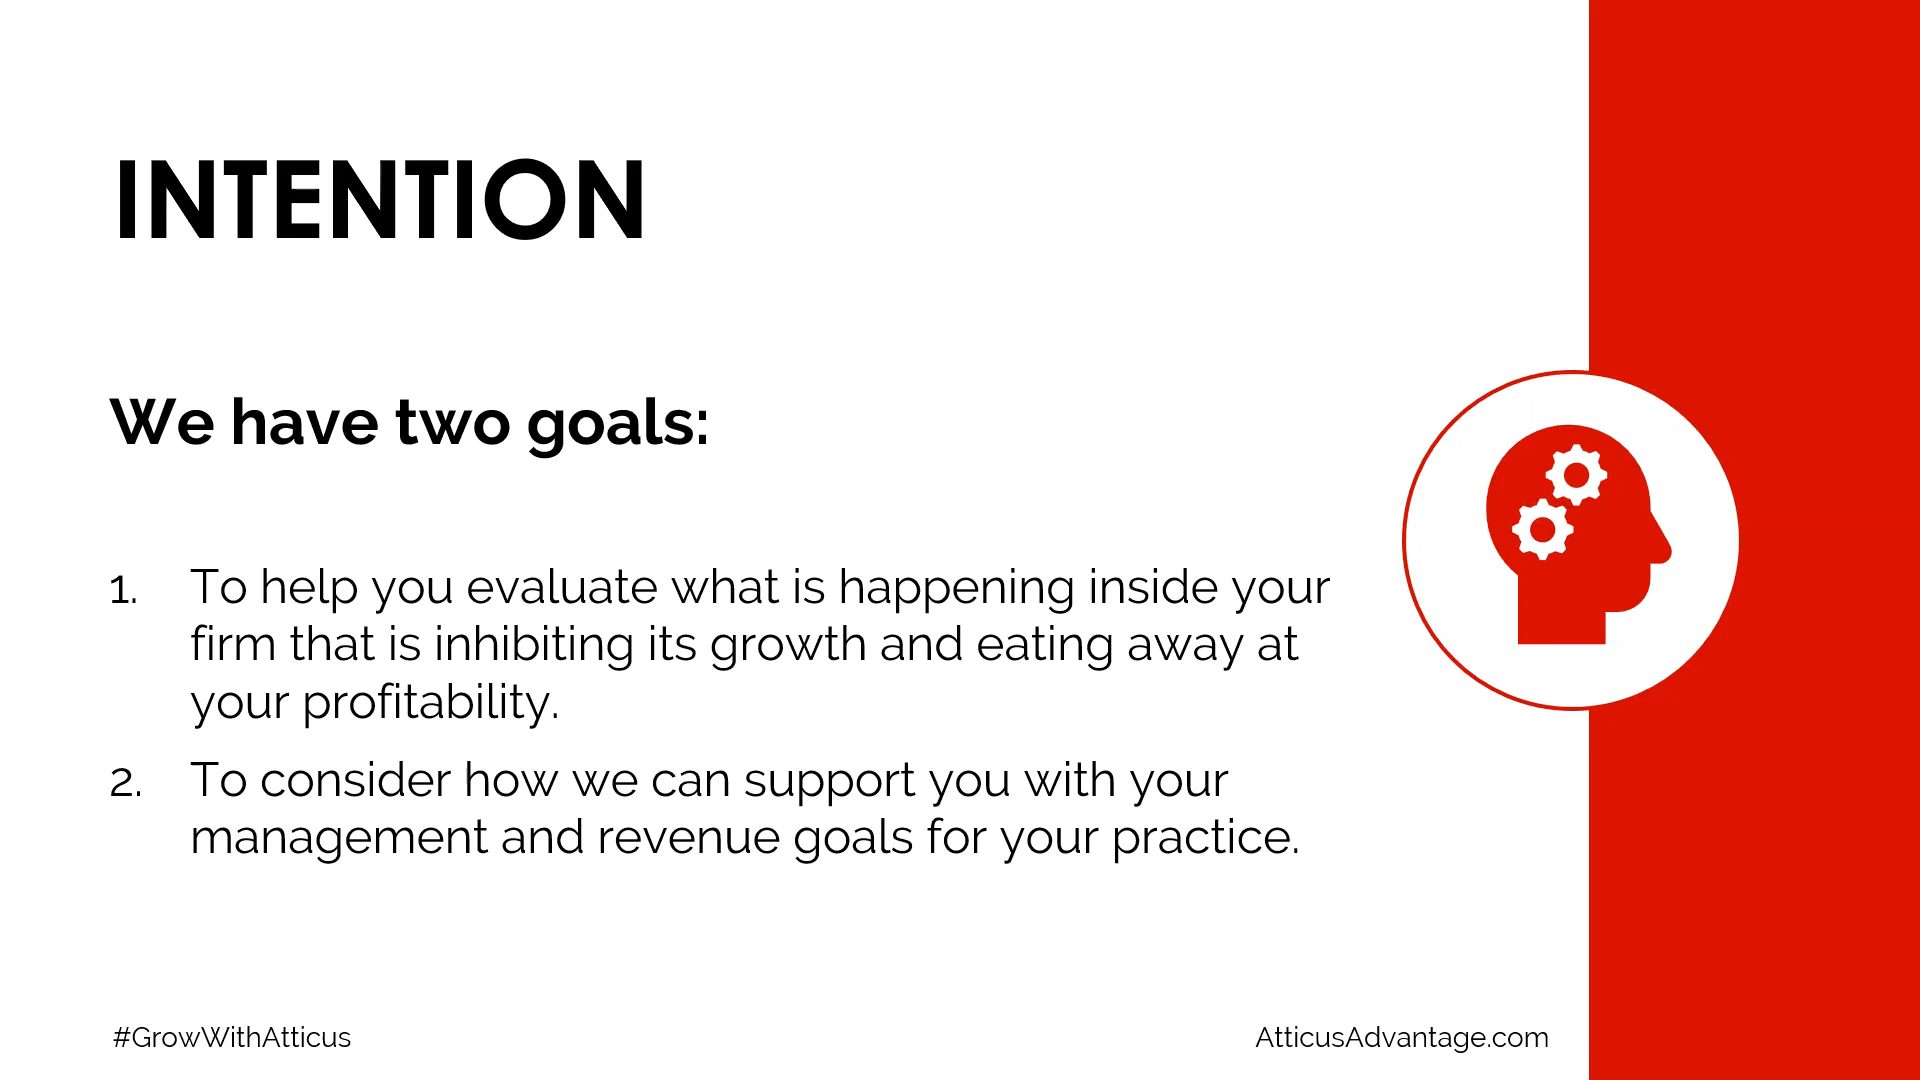 INTENTION
We have two goals:
1. To help you evaluate what is happening inside your
firm that is inhibiting its growth and eating away at
your profitability.
2. To consider how we can support you with your
management and revenue goals for your practice.
#GrowWithAtticus
AtticusAdvantage.com